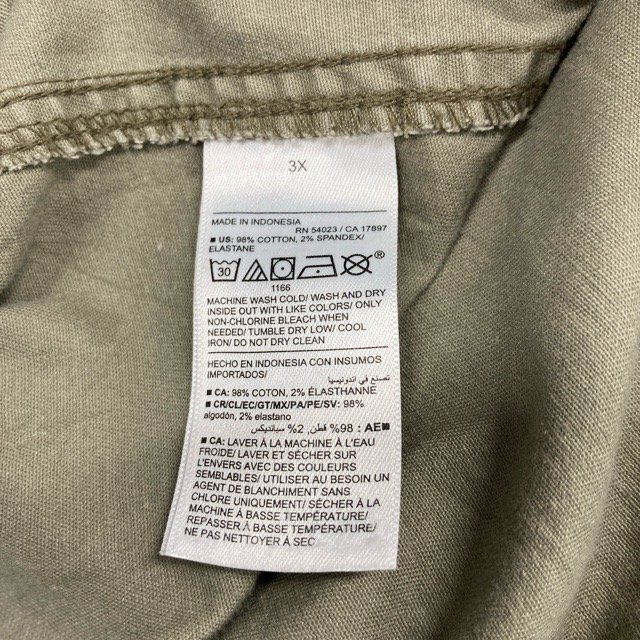 3X
MADE IN INDONESIA
RN 54023 / CA 17897
■ US: 98% COTTON, 2% SPANDEX/
ELASTANE
30
®
1166
MACHINE WASH COLD/ WASH AND DRY
INSIDE OUT WITH LIKE COLORS/ ONLY
NON-CHLORINE BLEACH WHEN
NEEDED/ TUMBLE DRY LOW/ COOL
IRON/ DO NOT DRY CLEAN
HECHO EN INDONESIA CON INSUMOS
IMPORTADOS/
تصنع في اندونيسيا
■ CA: 98% COTON, 2% ÉLASTHANNE
■ CR/CL/EC/GT/MX/PA/PE/SV: 98%
algodón, 2% elastano
■ AE: 98% قطن, 2% سبانديكس
■ CA: LAVER À LA MACHINE À L'EAU
FROIDE/ LAVER ET SÉCHER SUR
L'ENVERS AVEC DES COULEURS
SEMBLABLES/ UTILISER AU BESOIN UN
AGENT DE BLANCHIMENT SANS
CHLORE UNIQUEMENT/ SÉCHER À LA
MACHINE À BASSE TEMPÉRATURE/
REPASSER À BASSE TEMPÉRATURE/
NE PAS NETTOYER À SEC